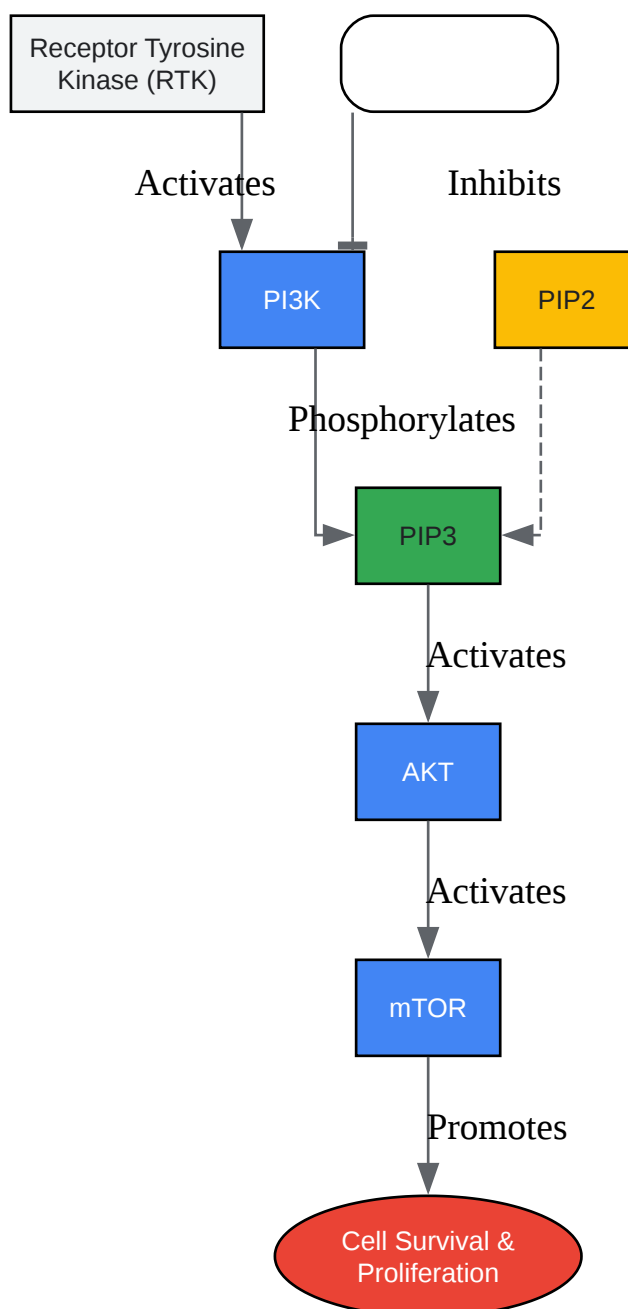 Receptor Tyrosine
Kinase (RTK)
Activates
Inhibits
PI3K
PIP2
Phosphorylates
PIP3
Activates
AKT
Activates
mTOR
Promotes
Cell Survival &
Proliferation